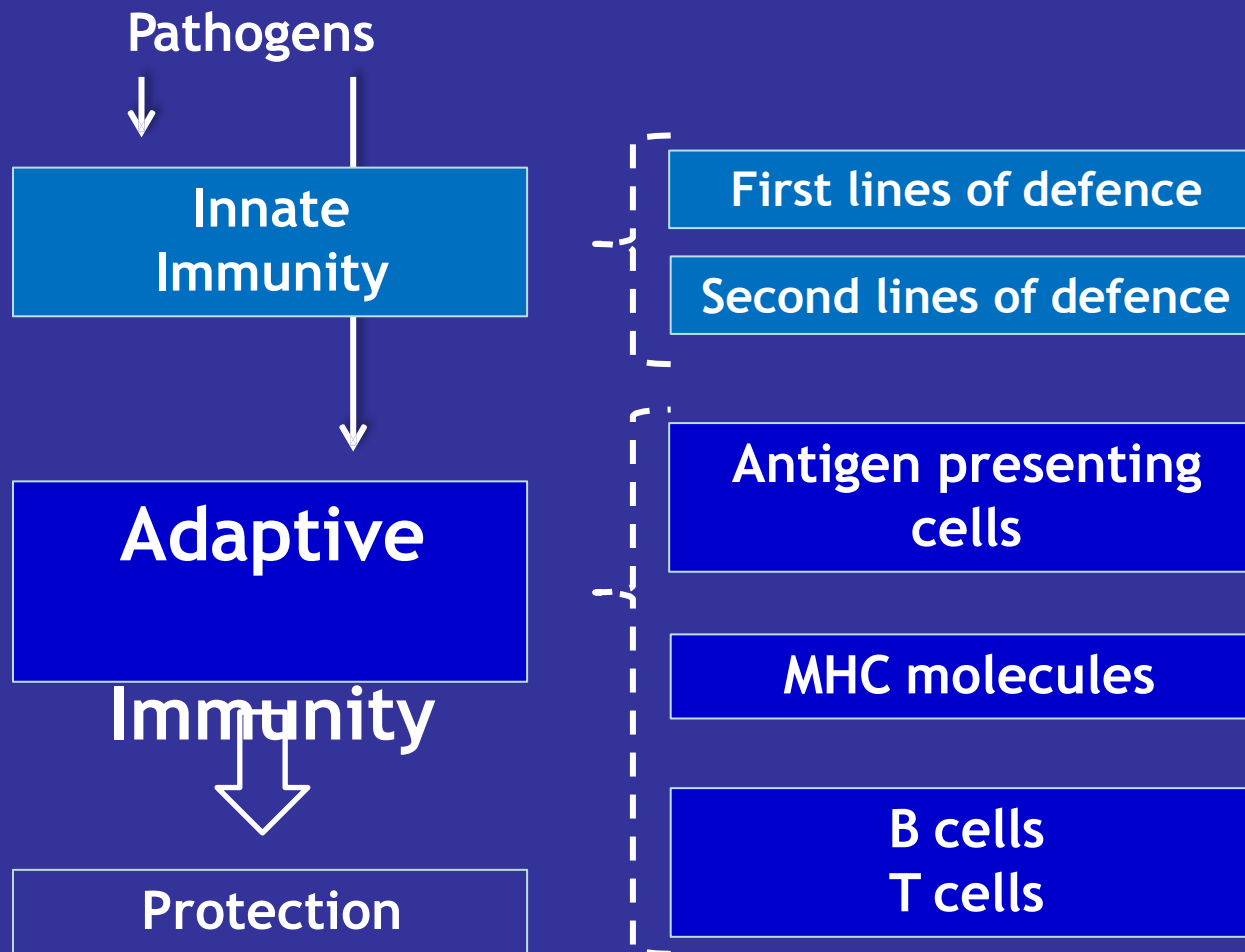 Pathogens
Innate
Immunity
Adaptive
Immunity
Protection
First lines of defence
Second lines of defence
Antigen presenting
cells
MHC molecules
B cells
T cells